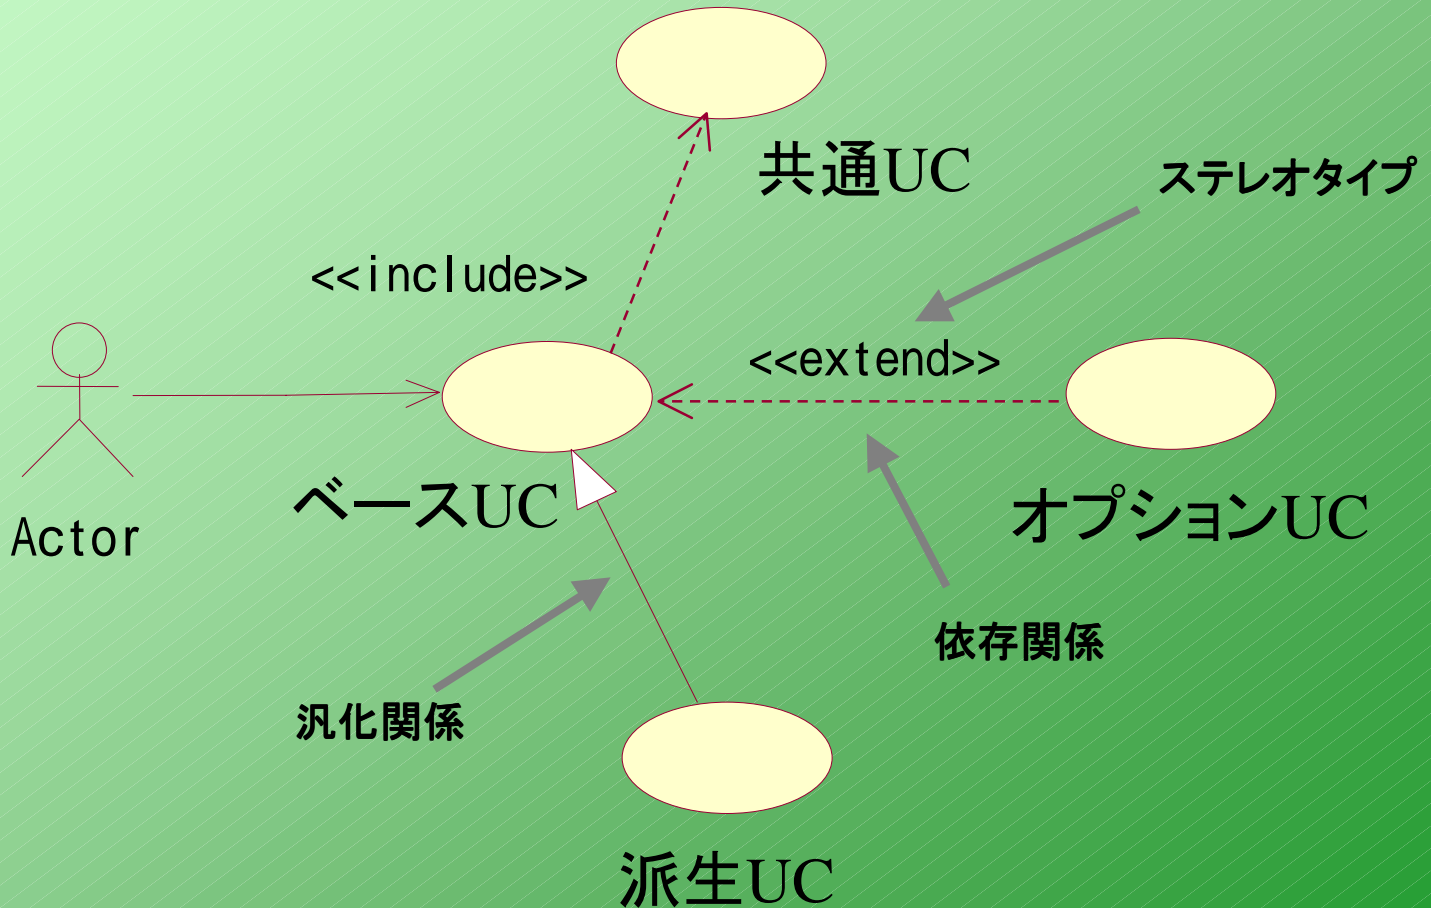 共通UC
ステレオタイプ
<<include>>
<<extend>>
ベースUC
オプションUC
Actor
依存関係
汎化関係
派生UC